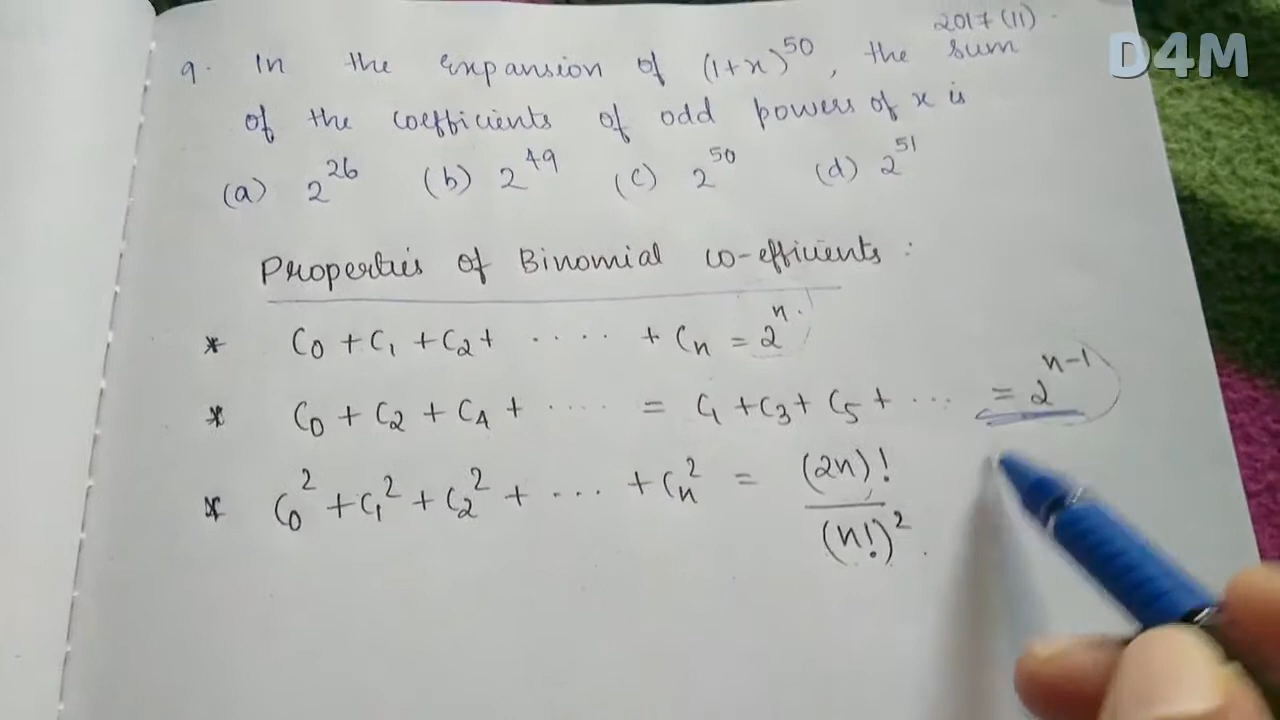 2017 (11)
D4M
9. In the expansion of (1+x)^50, the sum
of the coefficients of odd powers of x is
(a) 2^26 (b) 2^49 (c) 2^50 (d) 2^51
Properties of Binomial co-efficients :
* C0 + C1 + C2 + .... + Cn = 2^n.
* C0 + C2 + C4 + .... = C1 + C3 + C5 + ... = 2^n-1
* C0^2 + C1^2 + C2^2 + ... + Cn^2 = (2n)! / (n!)^2.